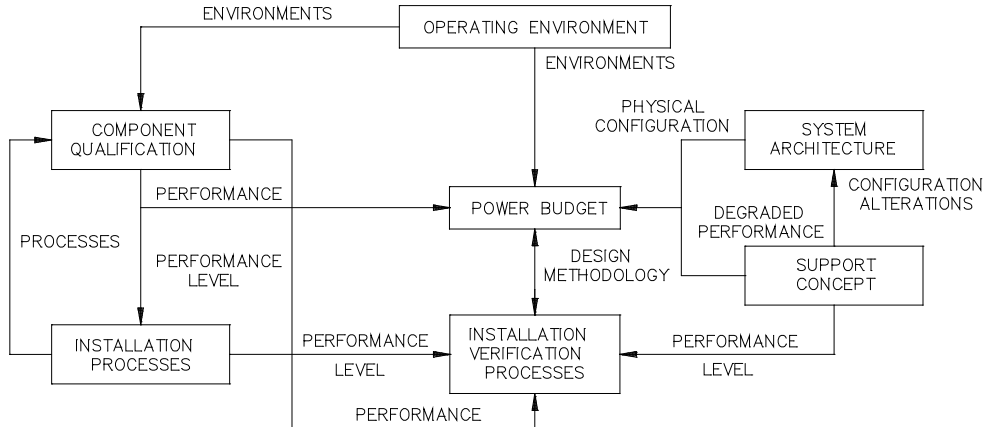 ENVIRONMENTS
OPERATING ENVIRONMENT
ENVIRONMENTS
PHYSICAL
CONFIGURATION
COMPONENT
QUALIFICATION
SYSTEM
ARCHITECTURE
PERFORMANCE
POWER BUDGET
CONFIGURATION
ALTERATIONS
DEGRADED
PERFORMANCE
PROCESSES
PERFORMANCE
LEVEL
DESIGN
METHODOLOGY
SUPPORT
CONCEPT
INSTALLATION
PROCESSES
PERFORMANCE
LEVEL
INSTALLATION
VERIFICATION
PROCESSES
PERFORMANCE
LEVEL
PERFORMANCE